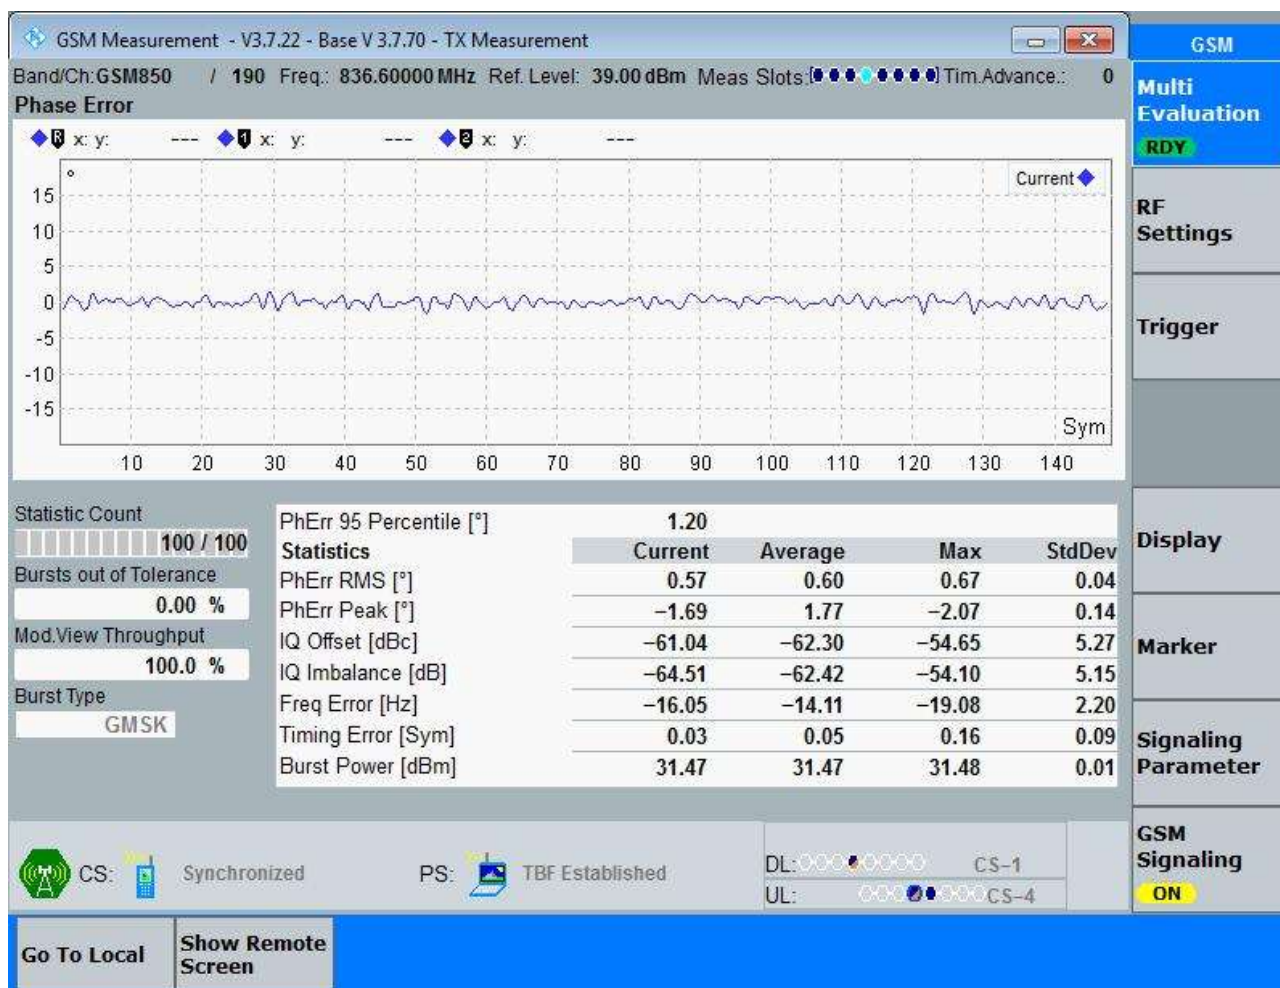 GSM Measurement - V3.7.22 - Base V 3.7.70 - TX Measurement
Band/Ch:GSM850 / 190 Freq.: 836.60000 MHz Ref. Level: 39.00 dBm Meas Slots: Tim.Advance.: 0
Phase Error
R x: y: --- 1 x: y: --- 2 x: y: ---
°
Current
15
10
5
0
-5
-10
-15
Sym
10 20 30 40 50 60 70 80 90 100 110 120 130 140
Statistic Count
100 / 100
Bursts out of Tolerance
0.00 %
Mod.View Throughput
100.0 %
Burst Type
GMSK
PhErr 95 Percentile [°] 1.20
Statistics Current Average Max StdDev
PhErr RMS [°] 0.57 0.60 0.67 0.04
PhErr Peak [°] −1.69 1.77 −2.07 0.14
IQ Offset [dBc] −61.04 −62.30 −54.65 5.27
IQ Imbalance [dB] −64.51 −62.42 −54.10 5.15
Freq Error [Hz] −16.05 −14.11 −19.08 2.20
Timing Error [Sym] 0.03 0.05 0.16 0.09
Burst Power [dBm] 31.47 31.47 31.48 0.01
CS: Synchronized PS: TBF Established
DL: CS−1
UL: CS−4
GSM
Multi
Evaluation
RDY
RF
Settings
Trigger
Display
Marker
Signaling
Parameter
GSM
Signaling
ON
Go To Local
Show Remote
Screen